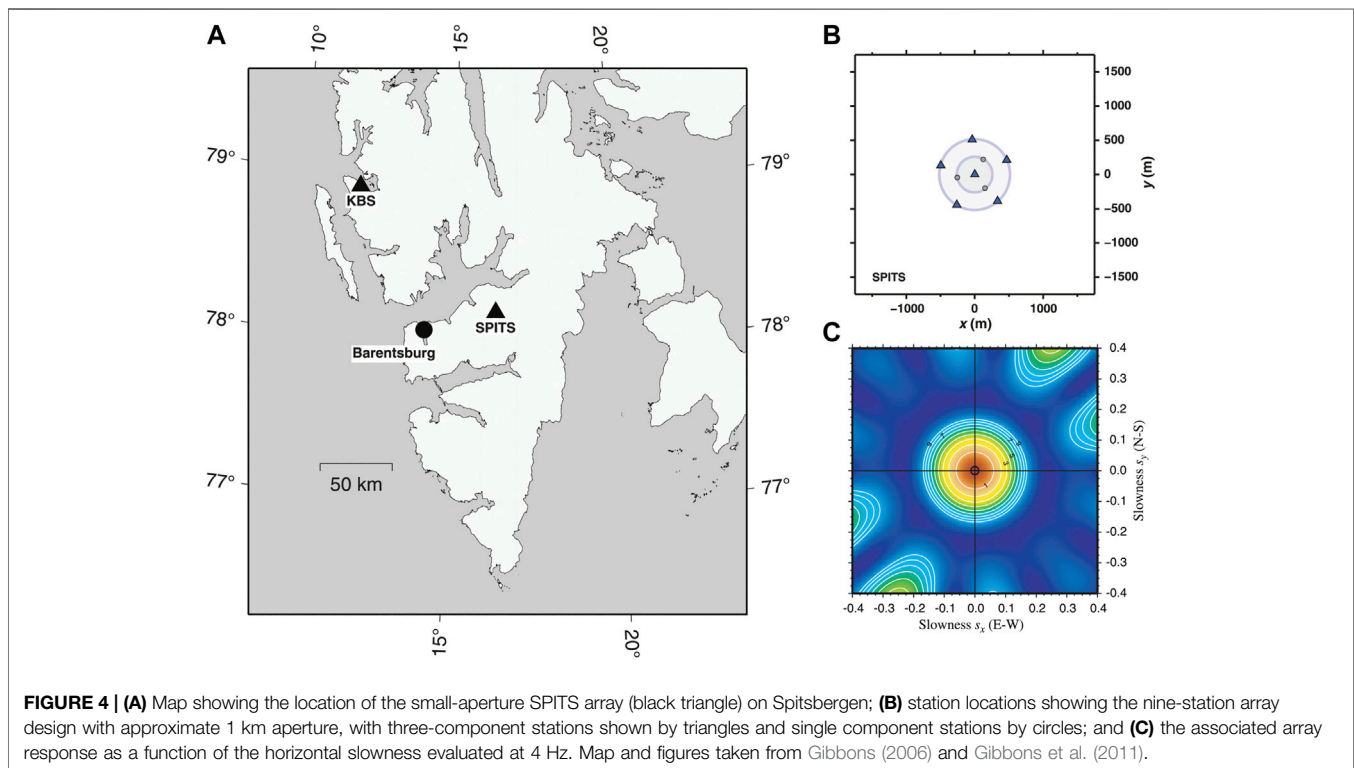 A
10°
15°
20°
79°
79°
KBS
78°
78°
SPITS
Barentsburg
50 km
77°
77°
15°
20°
B
1500
1000
500
0
−500
−1000
−1500
y (m)
SPITS
−1000
0
1000
x (m)
C
0.4
0.3
0.2
0.1
0.0
-0.1
-0.2
-0.3
-0.4
Slowness sy (N-S)
-0.4 -0.3 -0.2 -0.1 0.0 0.1 0.2 0.3 0.4
Slowness sx (E-W)
FIGURE 4 | (A) Map showing the location of the small-aperture SPITS array (black triangle) on Spitsbergen; (B) station locations showing the nine-station array
design with approximate 1 km aperture, with three-component stations shown by triangles and single component stations by circles; and (C) the associated array
response as a function of the horizontal slowness evaluated at 4 Hz. Map and figures taken from Gibbons (2006) and Gibbons et al. (2011).